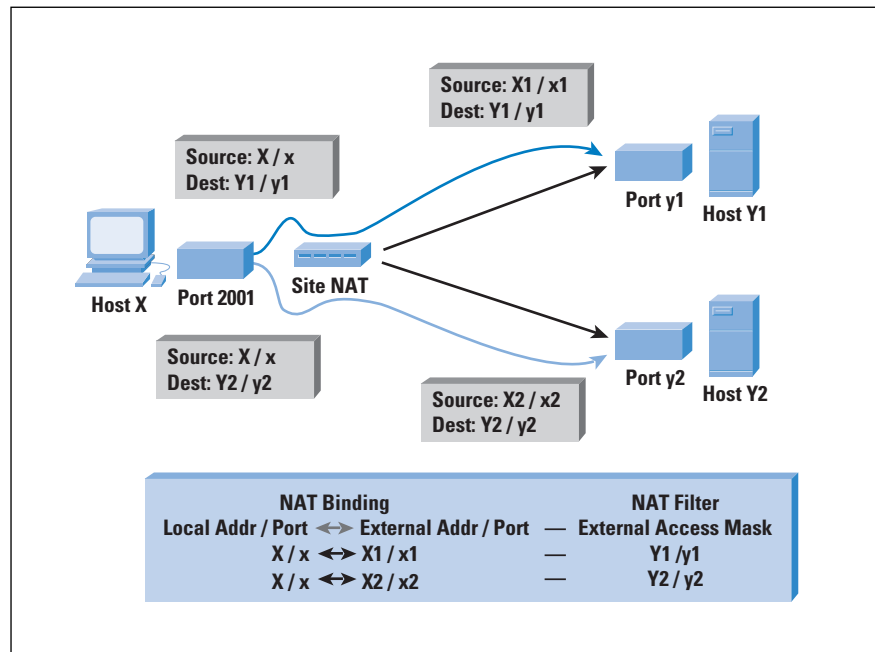 Source: X1 / x1
Dest: Y1 / y1
Source: X / x
Dest: Y1 / y1
Port y1
Host Y1
Host X
Port 2001
Site NAT
Source: X / x
Dest: Y2 / y2
Source: X2 / x2
Dest: Y2 / y2
Port y2
Host Y2
NAT Binding NAT Filter
Local Addr / Port ↔ External Addr / Port — External Access Mask
X / x ↔ X1 / x1 — Y1 /y1
X / x ↔ X2 / x2 — Y2 / y2